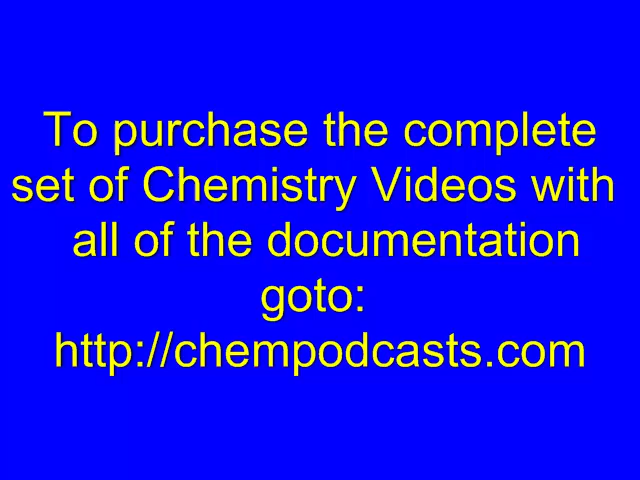 To purchase the complete
set of Chemistry Videos with
all of the documentation
goto:
http://chempodcasts.com